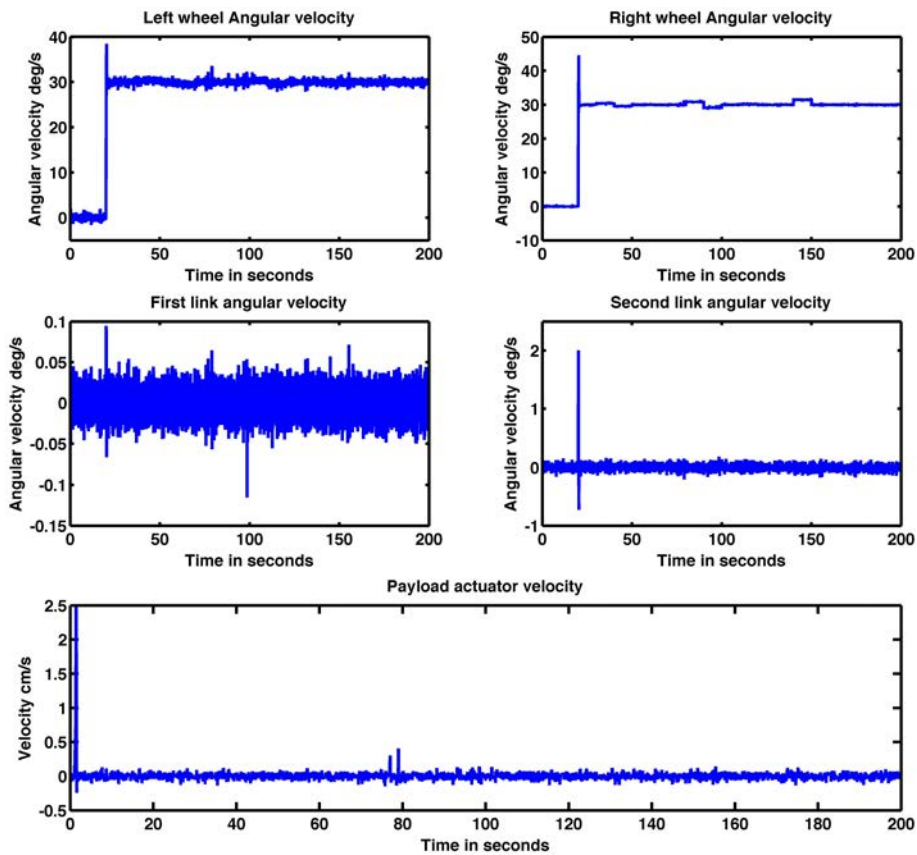 Left wheel Angular velocity
Angular velocity deg/s
40
30
20
10
0
0 50 100 150 200
Time in seconds
Right wheel Angular velocity
Angular velocity deg/s
50
40
30
20
10
0
-10
0 50 100 150 200
Time in seconds
First link angular velocity
Angular velocity deg/s
0.1
0.05
0
-0.05
-0.1
-0.15
0 50 100 150 200
Time in seconds
Second link angular velocity
Angular velocity deg/s
2
1
0
-1
0 50 100 150 200
Time in seconds
Payload actuator velocity
Velocity cm/s
2.5
2
1.5
1
0.5
0
-0.5
0 20 40 60 80 100 120 140 160 180 200
Time in seconds